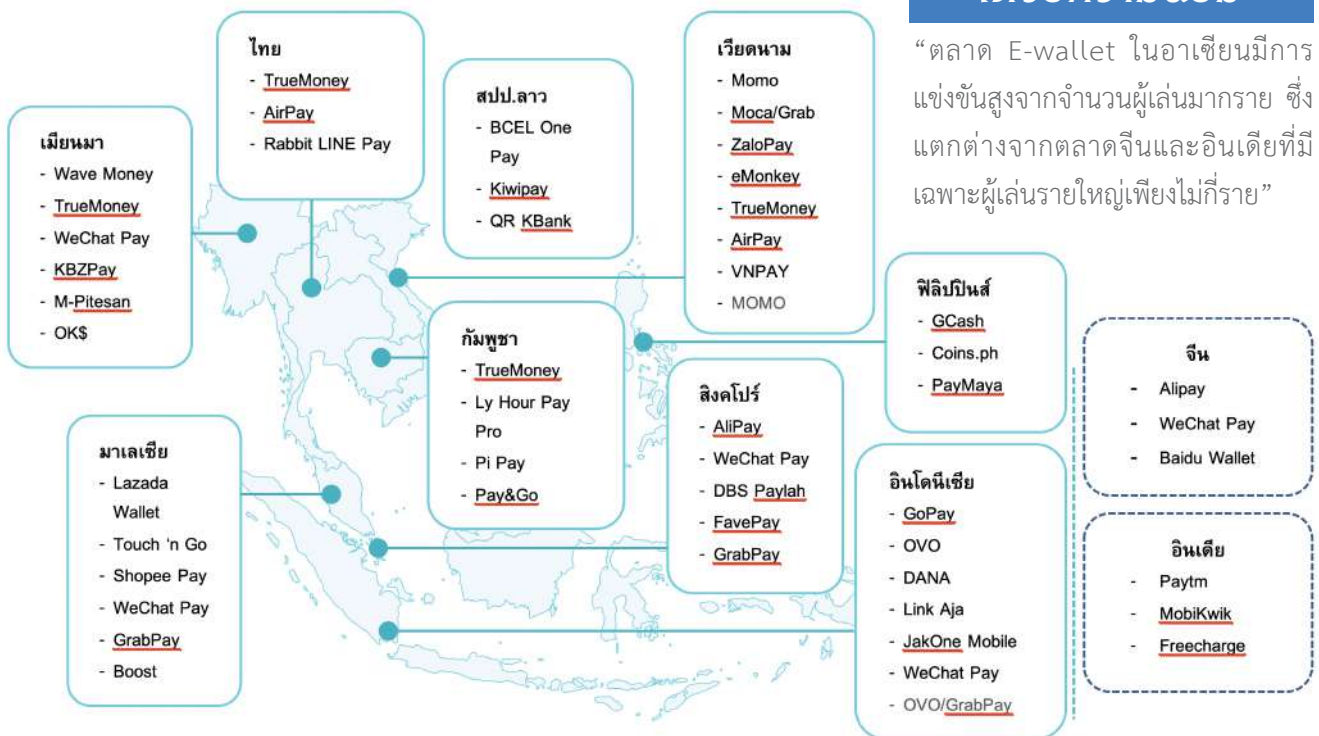 “ตลาด E-wallet ในอาเซียนมีการ
แข่งขันสูงจากจำนวนผู้เล่นมากราย ซึ่ง
แตกต่างจากตลาดจีนและอินเดียที่มี
เฉพาะผู้เล่นรายใหญ่เพียงไม่กี่ราย”
ไทย
- TrueMoney
- AirPay
- Rabbit LINE Pay
สปป.ลาว
- BCEL One
Pay
- Kiwipay
- QR KBank
เวียดนาม
- Momo
- Moca/Grab
- ZaloPay
- eMonkey
- TrueMoney
- AirPay
- VNPAY
- MOMO
เมียนมา
- Wave Money
- TrueMoney
- WeChat Pay
- KBZPay
- M-Pitesan
- OK$
กัมพูชา
- TrueMoney
- Ly Hour Pay
Pro
- Pi Pay
- Pay&Go
ฟิลิปปินส์
- GCash
- Coins.ph
- PayMaya
จีน
- Alipay
- WeChat Pay
- Baidu Wallet
มาเลเซีย
- Lazada
Wallet
- Touch ‘n Go
- Shopee Pay
- WeChat Pay
- GrabPay
- Boost
สิงคโปร์
- AliPay
- WeChat Pay
- DBS Paylah
- FavePay
- GrabPay
อินโดนีเซีย
- GoPay
- OVO
- DANA
- Link Aja
- JakOne Mobile
- WeChat Pay
- OVO/GrabPay
อินเดีย
- Paytm
- MobiKwik
- Freecharge